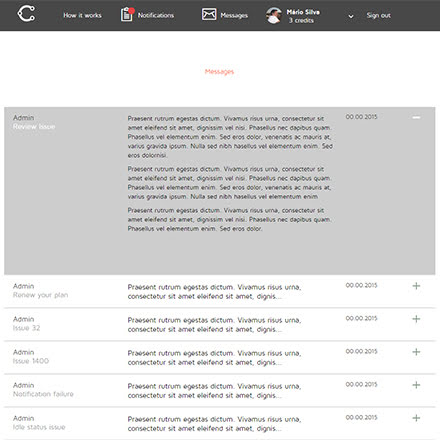 How it works
Notifications
Messages
Mário Silva
3 credits
Sign out
Messages
Admin
Review Issue
Praesent rutrum egestas dictum. Vivamus risus urna, consectetur sit
amet eleifend sit amet, dignissim vel nisi. Phasellus nec dapibus quam.
Phasellus vel elementum enim. Sed eros dolor, venenatis ac mauris at,
varius gravida ipsum. Nulla sed nibh hasellus vel elementum enim. Sed
eros dolornisi.
Praesent rutrum egestas dictum. Vivamus risus urna, consectetur sit
amet eleifend sit amet, dignissim vel nisi. Phasellus nec dapibus quam.
Phasellus vel elementum enim. Sed eros dolor, venenatis ac mauris at,
varius gravida ipsum. Nulla sed nibh hasellus vel elementum enim
Praesent rutrum egestas dictum. Vivamus risus urna, consectetur sit
amet eleifend sit amet, dignissim vel nisi. Phasellus nec dapibus quam.
Phasellus vel elementum enim. Sed eros dolor.
00.00.2015
Admin
Renew your plan
Praesent rutrum egestas dictum. Vivamus risus urna,
consectetur sit amet eleifend sit amet, dignis...
00.00.2015
Admin
Issue 32
Praesent rutrum egestas dictum. Vivamus risus urna,
consectetur sit amet eleifend sit amet, dignis...
00.00.2015
Admin
Issue 1400
Praesent rutrum egestas dictum. Vivamus risus urna,
consectetur sit amet eleifend sit amet, dignis...
00.00.2015
Admin
Notification failure
Praesent rutrum egestas dictum. Vivamus risus urna,
consectetur sit amet eleifend sit amet, dignis...
00.00.2015
Admin
Idle status issue
Praesent rutrum egestas dictum. Vivamus risus urna,
consectetur sit amet eleifend sit amet, dignis...
00.00.2015